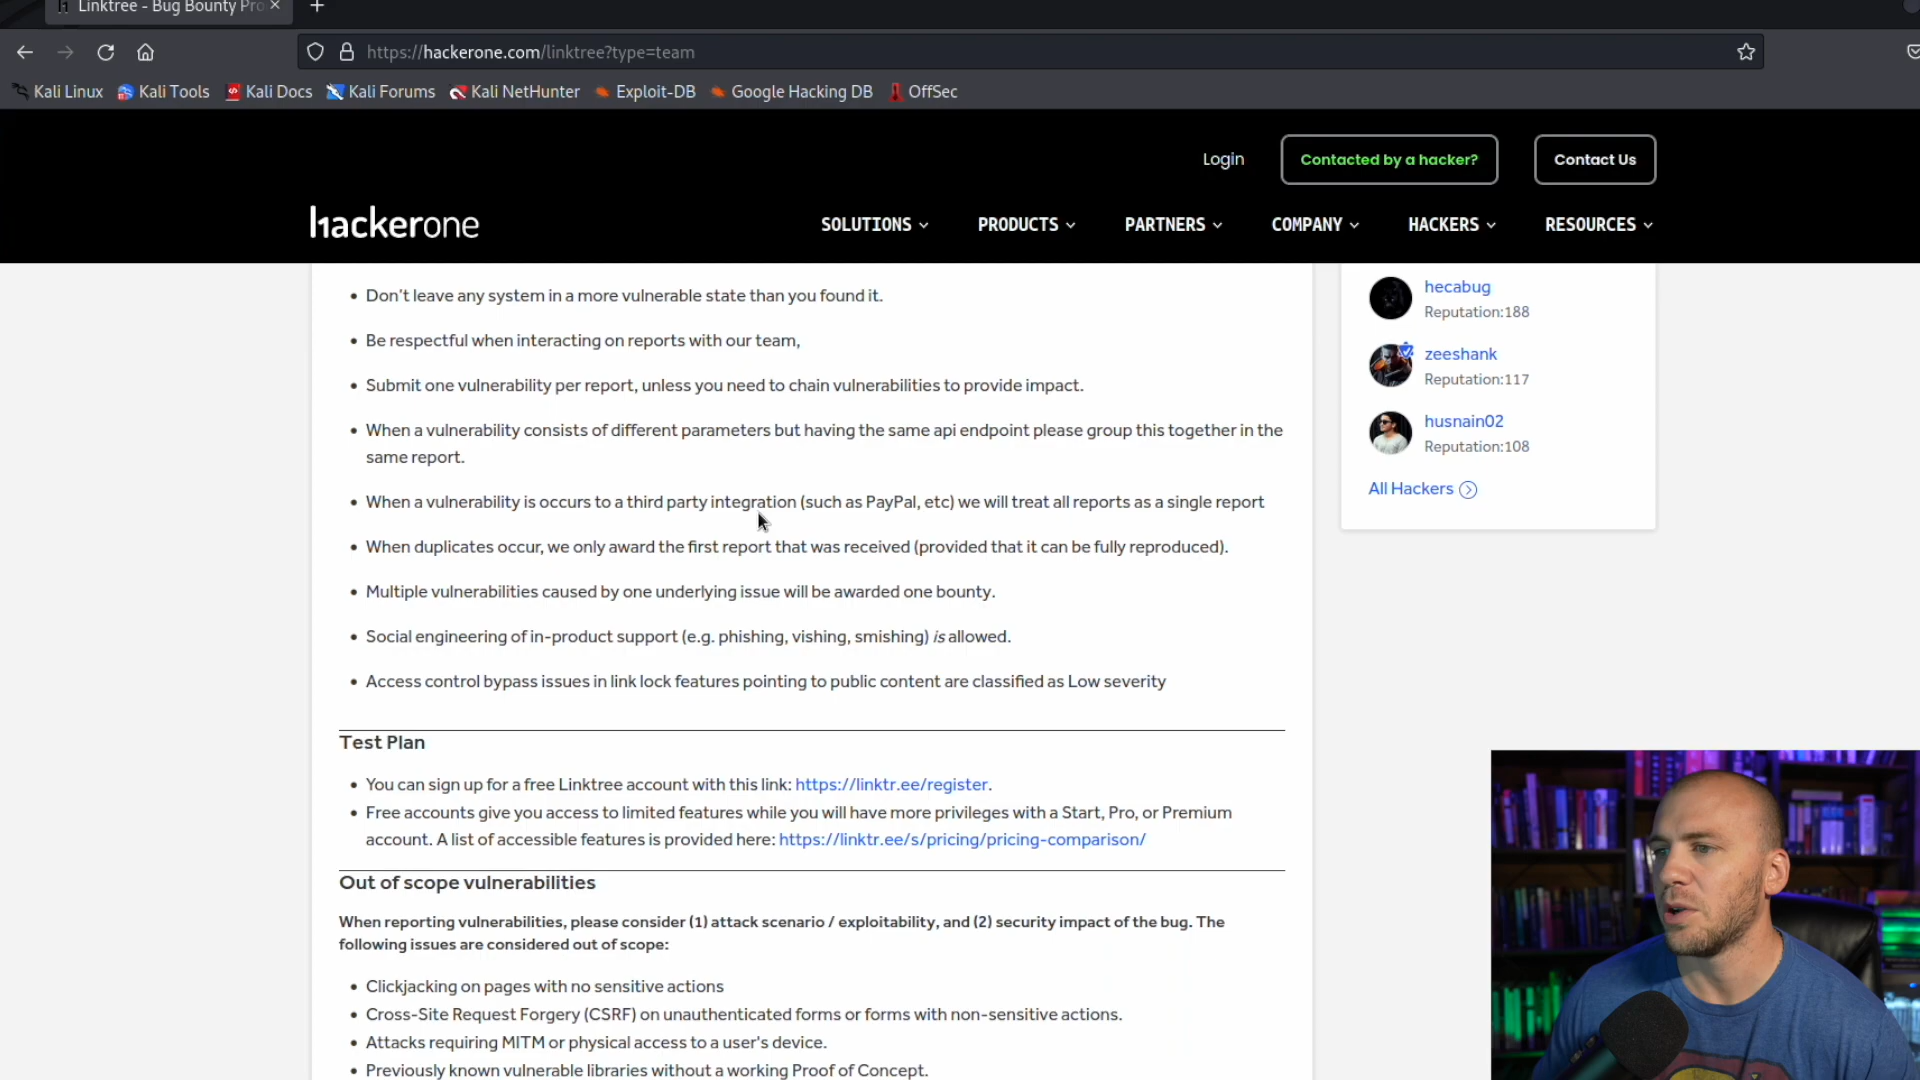 Linktree - Bug Bounty Pro
https://hackerone.com/linktree?type=team
Kali Linux Kali Tools Kali Docs Kali Forums Kali NetHunter Exploit-DB Google Hacking DB OffSec
Login Contacted by a hacker? Contact Us
hackerone SOLUTIONS PRODUCTS PARTNERS COMPANY HACKERS RESOURCES
• Don't leave any system in a more vulnerable state than you found it.
• Be respectful when interacting on reports with our team,
• Submit one vulnerability per report, unless you need to chain vulnerabilities to provide impact.
• When a vulnerability consists of different parameters but having the same api endpoint please group this together in the
same report.
• When a vulnerability is occurs to a third party integration (such as PayPal, etc) we will treat all reports as a single report
• When duplicates occur, we only award the first report that was received (provided that it can be fully reproduced).
• Multiple vulnerabilities caused by one underlying issue will be awarded one bounty.
• Social engineering of in-product support (e.g. phishing, vishing, smishing) is allowed.
• Access control bypass issues in link lock features pointing to public content are classified as Low severity
Test Plan
• You can sign up for a free Linktree account with this link: https://linktr.ee/register.
• Free accounts give you access to limited features while you will have more privileges with a Start, Pro, or Premium
account. A list of accessible features is provided here: https://linktr.ee/s/pricing/pricing-comparison/
Out of scope vulnerabilities
When reporting vulnerabilities, please consider (1) attack scenario / exploitability, and (2) security impact of the bug. The
following issues are considered out of scope:
• Clickjacking on pages with no sensitive actions
• Cross-Site Request Forgery (CSRF) on unauthenticated forms or forms with non-sensitive actions.
• Attacks requiring MITM or physical access to a user's device.
• Previously known vulnerable libraries without a working Proof of Concept.
hecabug
Reputation:188
zeeshank
Reputation:117
husnain02
Reputation:108
All Hackers